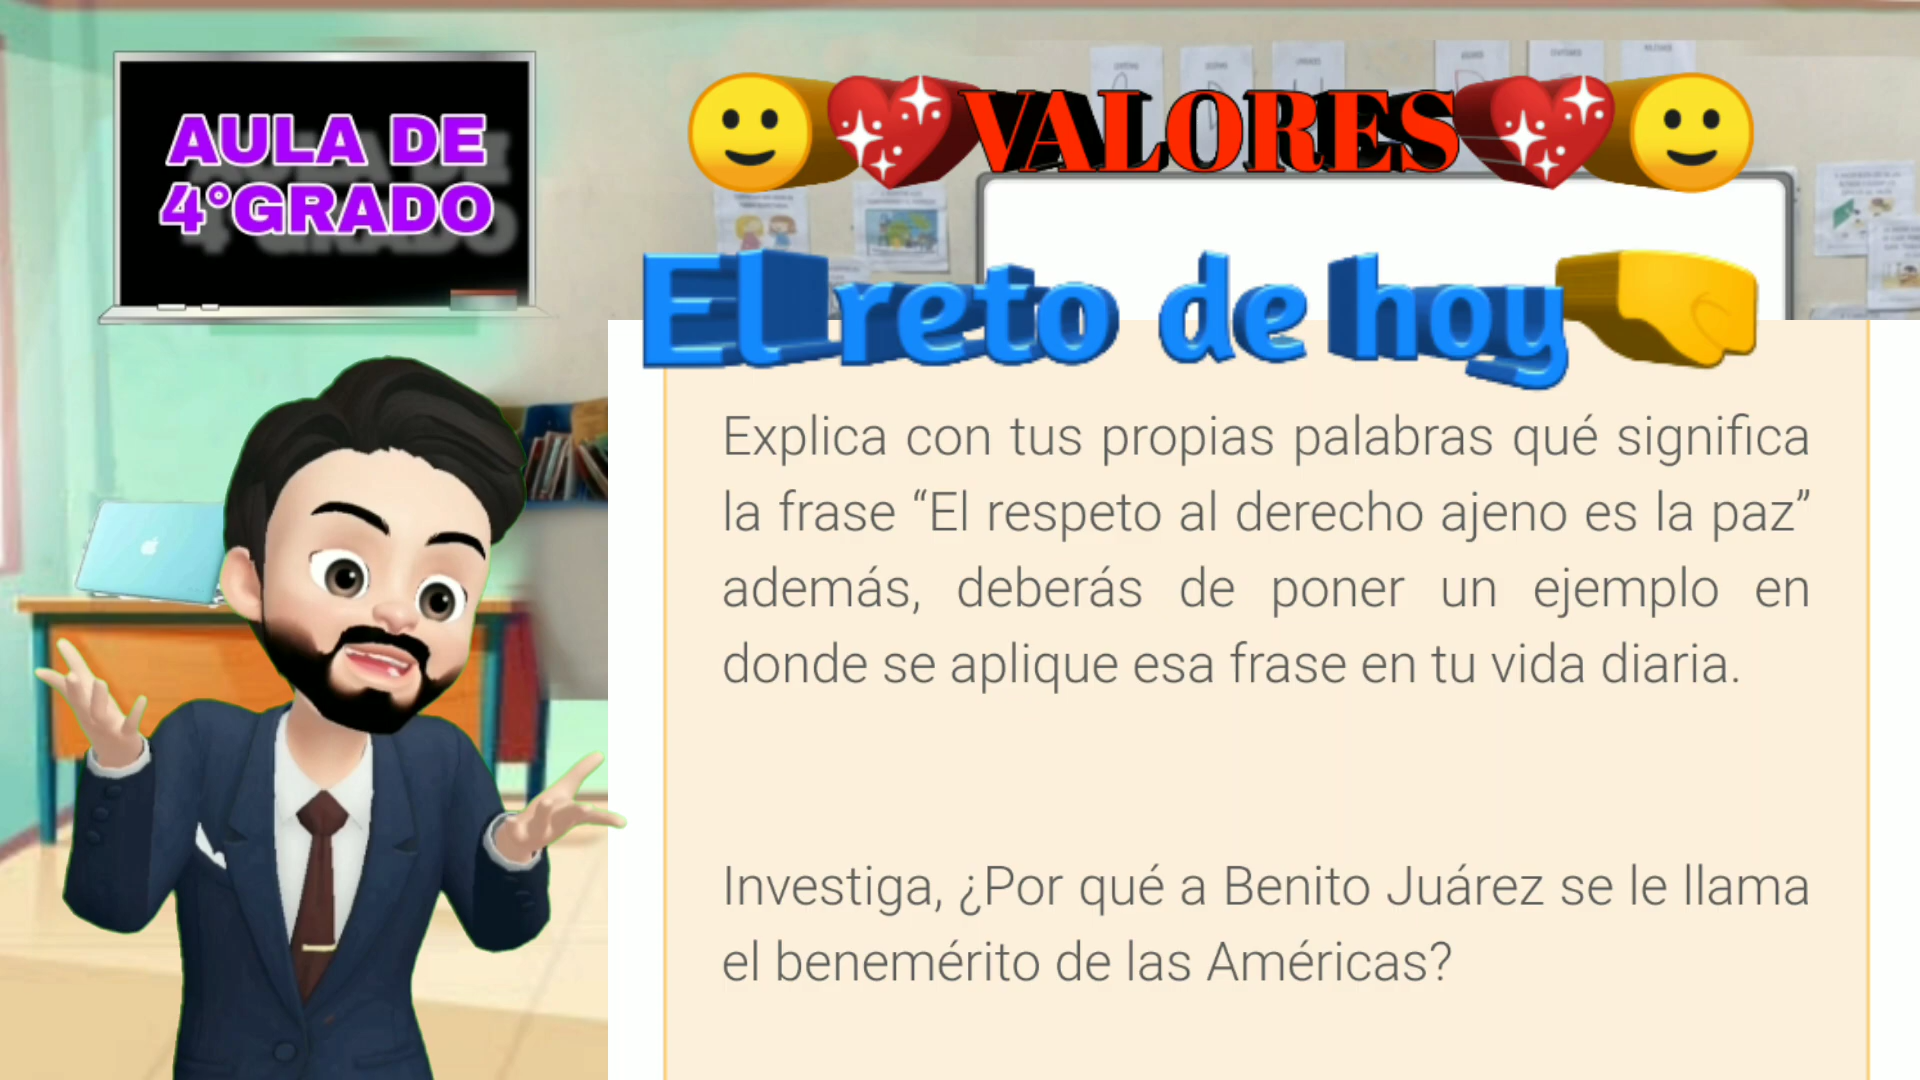 AULA DE
4°GRADO
VALORES
El reto de hoy
Explica con tus propias palabras qué significa
la frase “El respeto al derecho ajeno es la paz”
además, deberás de poner un ejemplo en
donde se aplique esa frase en tu vida diaria.
Investiga, ¿Por qué a Benito Juárez se le llama
el benemérito de las Américas?